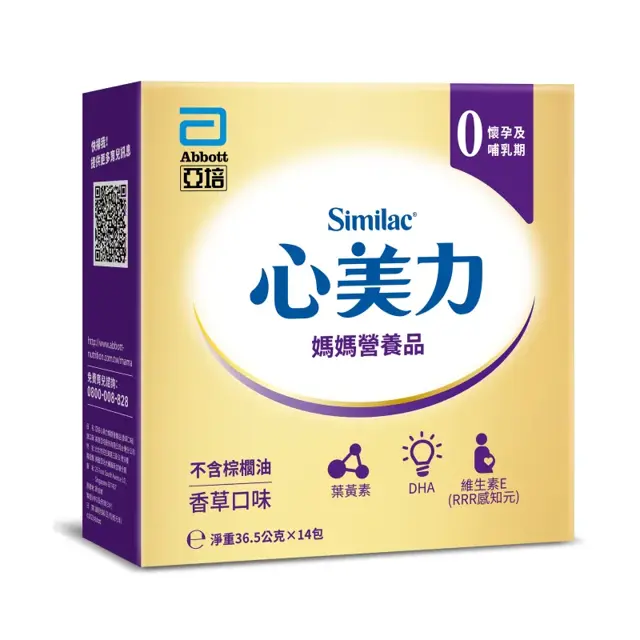 快掃我!
提供更多育兒訊息
http://www.abbott-
nutrition.com.tw/mama
免費育兒諮詢:
0800-008-828
Abbott
亞培
0 懷孕及
哺乳期
Similac®
心美力
媽媽營養品
不含棕櫚油
香草口味
葉黃素
DHA
維生素E
(RRR感知元)
℮ 淨重36.5公克×14包